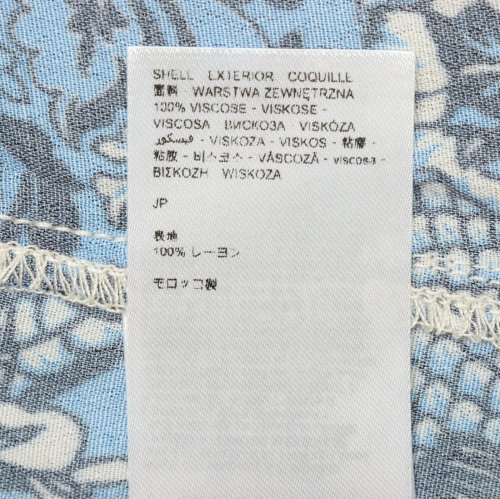 SHELL EXTERIOR COQUILLE
面料 - WARSTWA ZEWNĘTRZNA
100% VISCOSE - VISKOSE -
VISCOSA ВИСКОЗА - VISKÓZA
- فيسكوز - VISKOZA - VISKOS - 粘膠 -
粘胶 - 비스코스 - VÂSCOZĂ - VISCOS-3 -
ΒΙΣΚΟΖΗ WISKOZA
JP
表地
100% レーヨン
モロッコ製